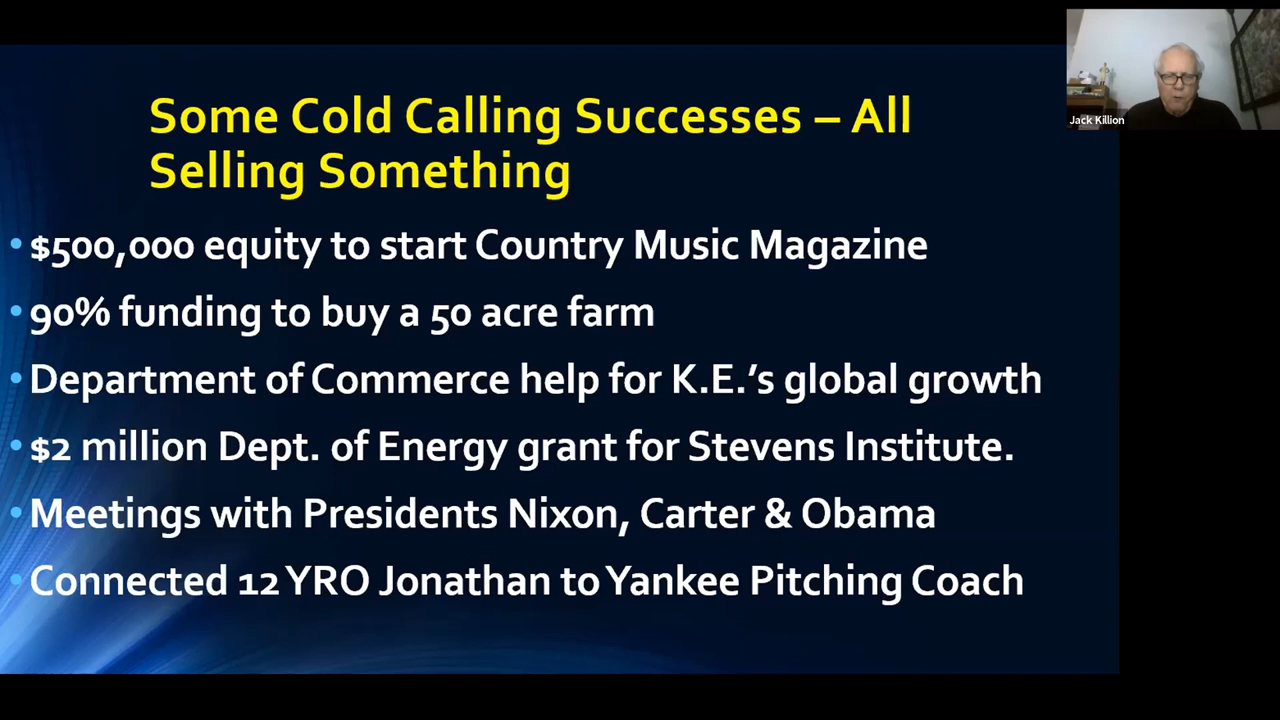 Some Cold Calling Successes – All
Selling Something
• $500,000 equity to start Country Music Magazine
• 90% funding to buy a 50 acre farm
• Department of Commerce help for K.E.’s global growth
• $2 million Dept. of Energy grant for Stevens Institute.
• Meetings with Presidents Nixon, Carter & Obama
• Connected 12 YRO Jonathan to Yankee Pitching Coach
Jack Killion